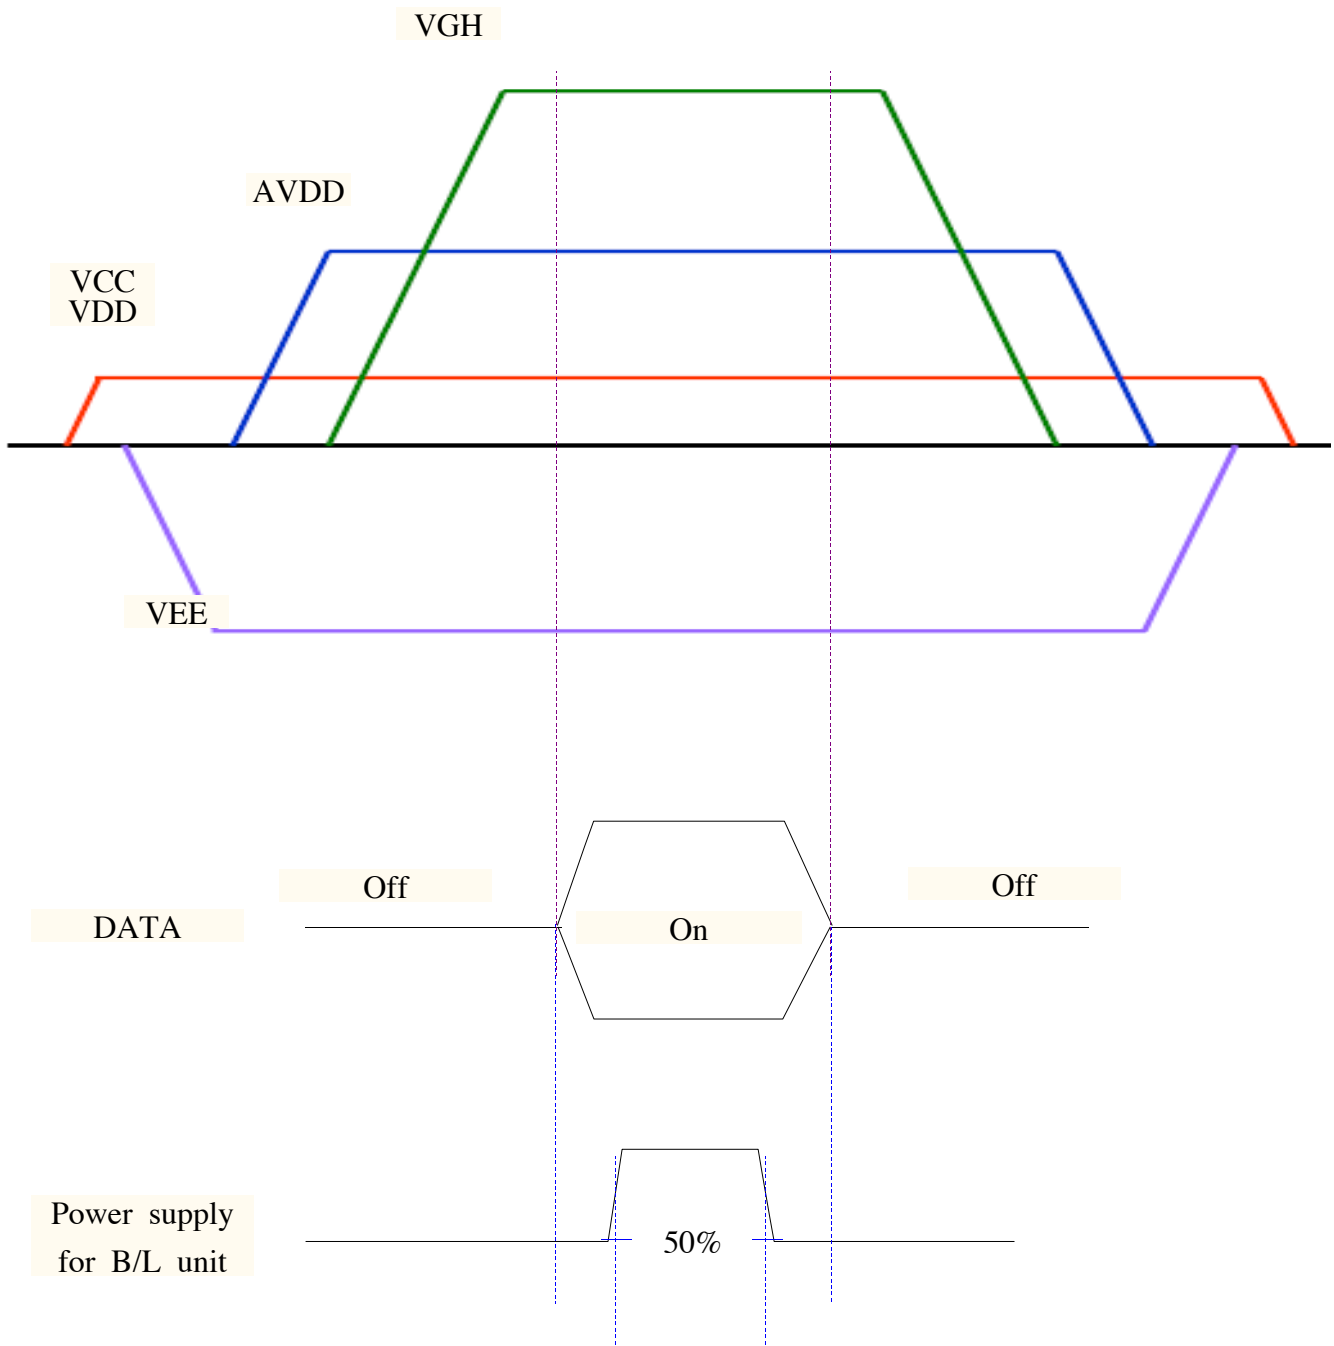 VGH
AVDD
VCC
VDD
VEE
Off
Off
DATA
On
Power supply
for B/L unit
50%